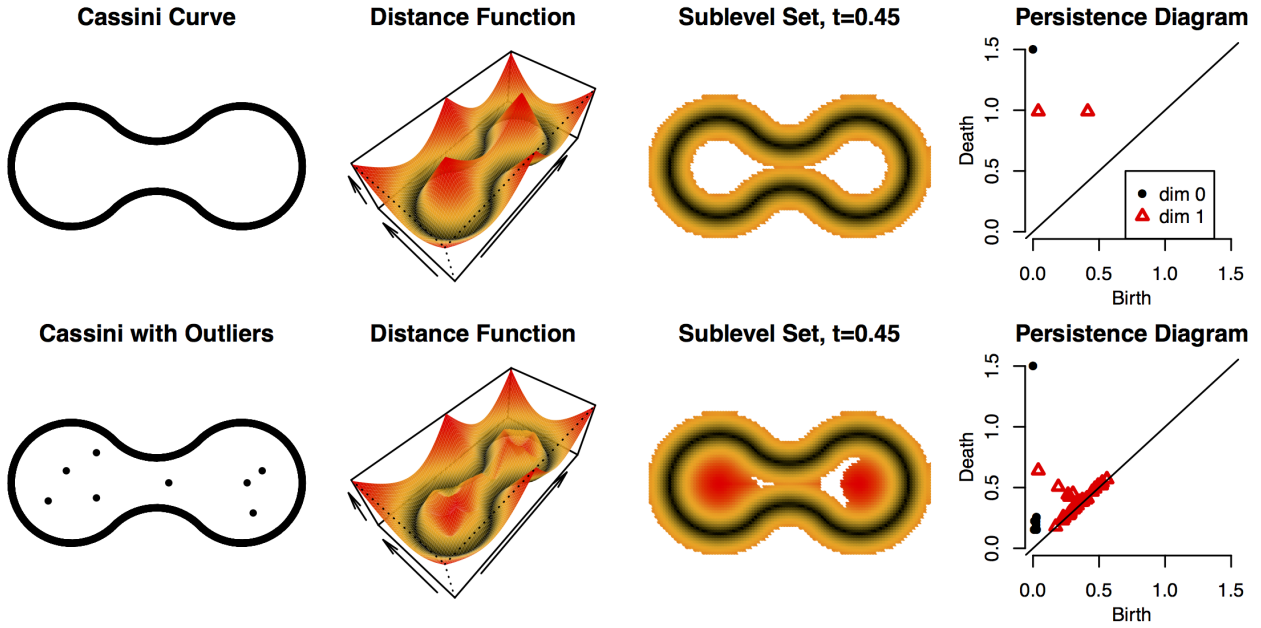 Cassini Curve
Distance Function
Sublevel Set, t=0.45
Persistence Diagram
1.5
1.0
0.5
0.0
Death
dim 0
dim 1
0.0 0.5 1.0 1.5
Birth
Cassini with Outliers
Distance Function
Sublevel Set, t=0.45
Persistence Diagram
1.5
1.0
0.5
0.0
Death
0.0 0.5 1.0 1.5
Birth